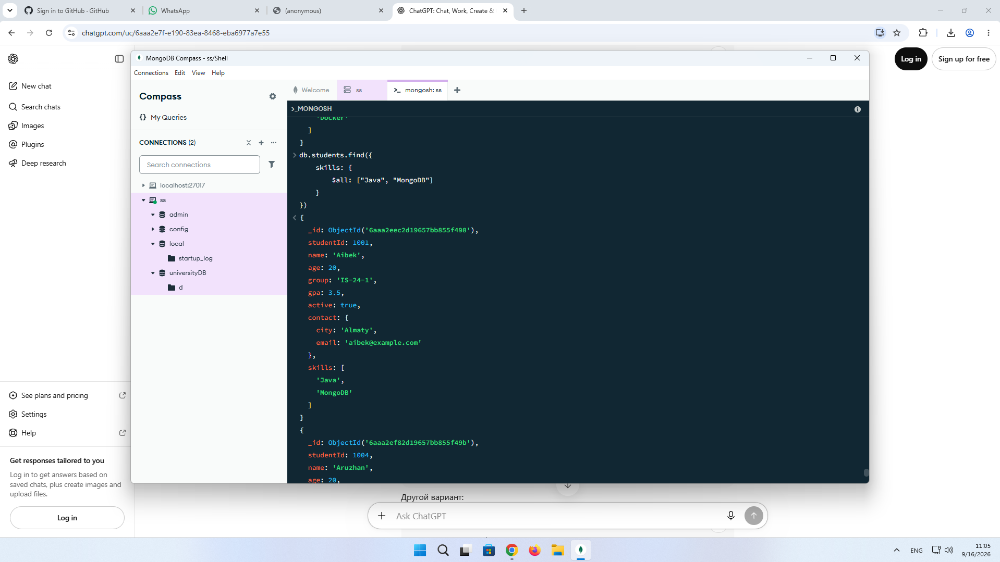 Sign in to GitHub · GitHub
WhatsApp
(anonymous)
ChatGPT: Chat, Work, Create &
chatgpt.com/uc/6aaa2e7f-e190-83ea-8468-eba6977a7e55
Log in
Sign up for free
New chat
Search chats
Images
Plugins
Deep research
See plans and pricing
Settings
Help
Get responses tailored to you
Log in to get answers based on
saved chats, plus create images and
upload files.
Log in
MongoDB Compass - ss/Shell
Connections Edit View Help
Compass
{} My Queries
CONNECTIONS (2)
Search connections
localhost:27017
ss
admin
config
local
startup_log
universityDB
d
Welcome
ss
mongosh: ss
>_MONGOSH
'Docker'
]
}
> db.students.find({
skills: {
$all: ["Java", "MongoDB"]
}
})
< {
_id: ObjectId('6aaa2eec2d19657bb855f498'),
studentId: 1001,
name: 'Aibek',
age: 20,
group: 'IS-24-1',
gpa: 3.5,
active: true,
contact: {
city: 'Almaty',
email: 'aibek@example.com'
},
skills: [
'Java',
'MongoDB'
]
}
{
_id: ObjectId('6aaa2ef82d19657bb855f49b'),
studentId: 1004,
name: 'Aruzhan',
age: 20,
Другой вариант:
Ask ChatGPT
ENG
11:05
9/16/2026